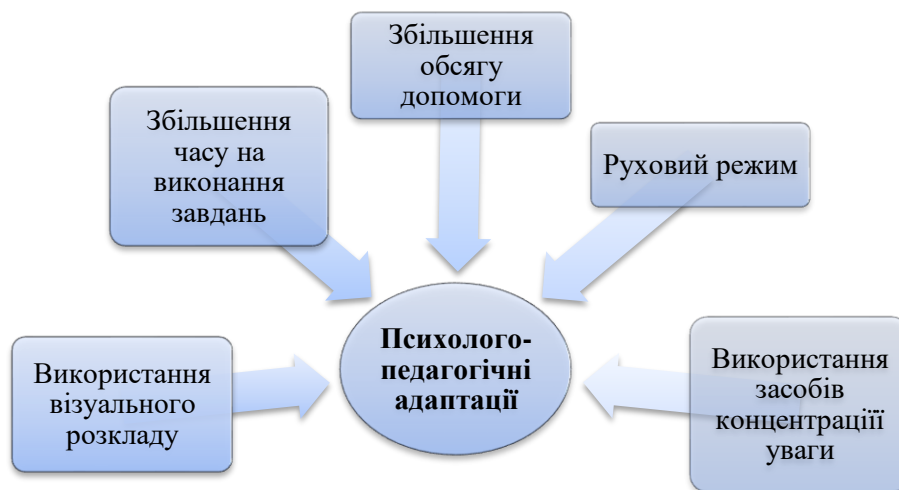 Збільшення
обсягу
допомоги
Збільшення
часу на
виконання
завдань
Руховий режим
Психолого-
педагогічні
адаптації
Використання
візуального
розкладу
Використання
засобів
концентраціїї
уваги